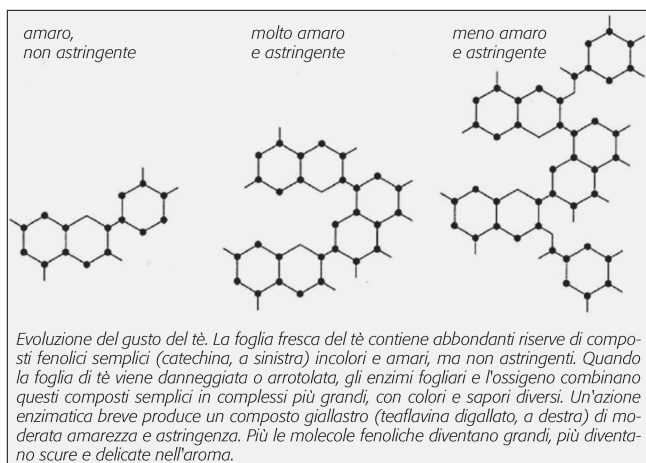 amaro,
non astringente
molto amaro
e astringente
meno amaro
e astringente
Evoluzione del gusto del tè. La foglia fresca del tè contiene abbondanti riserve di compo-
sti fenolici semplici (catechina, a sinistra) incolori e amari, ma non astringenti. Quando
la foglia di tè viene danneggiata o arrotolata, gli enzimi fogliari e l'ossigeno combinano
questi composti semplici in complessi più grandi, con colori e sapori diversi. Un'azione
enzimatica breve produce un composto giallastro (teaflavina digallato, a destra) di mo-
derata amarezza e astringenza. Più le molecole fenoliche diventano grandi, più diventa-
no scure e delicate nell'aroma.